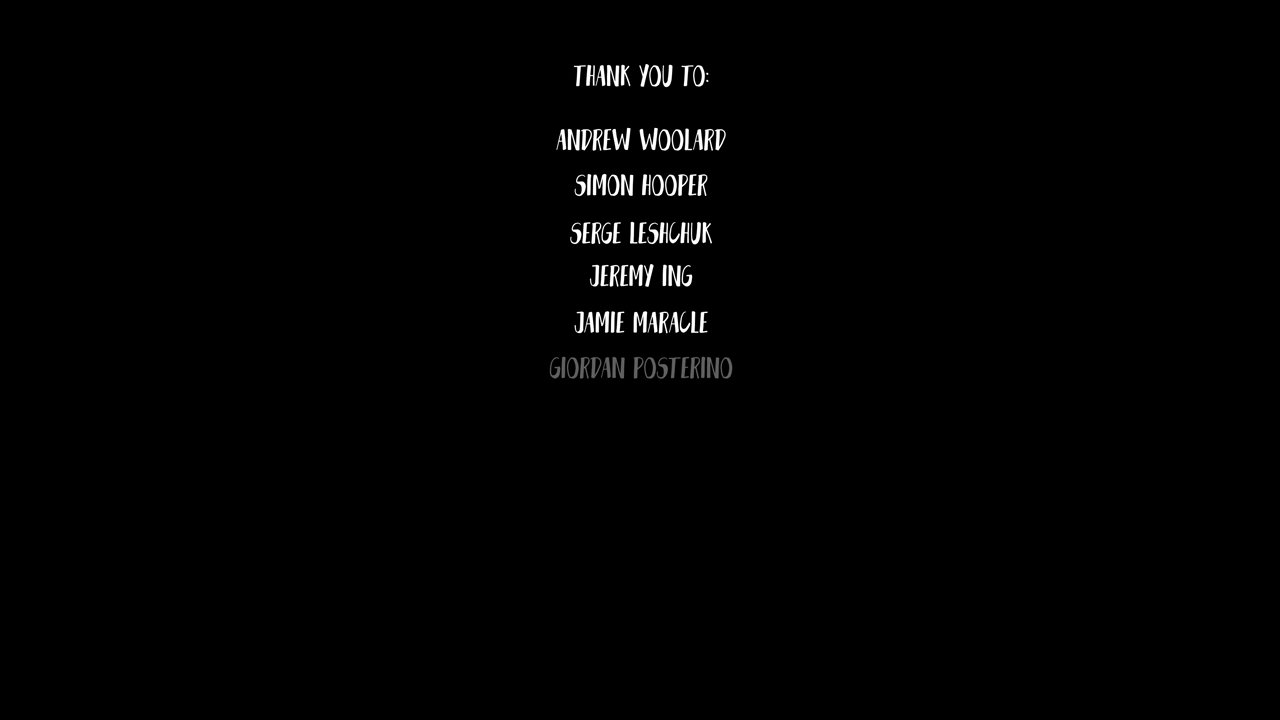 THANK YOU TO:
ANDREW WOOLARD
SIMON HOOPER
SERGE LESHCHUK
JEREMY ING
JAMIE MARACLE
GIORDAN POSTERINO